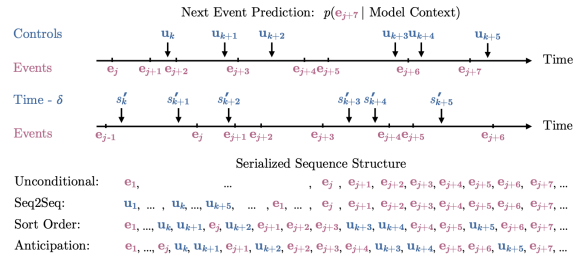 Next Event Prediction: p(e_{j+7} | Model Context)
Controls u_k u_{k+1} u_{k+2} u_{k+3} u_{k+4} u_{k+5}
Events e_j e_{j+1} e_{j+2} e_{j+3} e_{j+4} e_{j+5} e_{j+6} e_{j+7} Time
Time - δ s'_k s'_{k+1} s'_{k+2} s'_{k+3} s'_{k+4} s'_{k+5}
Events e_{j-1} e_j e_{j+1} e_{j+2} e_{j+3} e_{j+4} e_{j+5} e_{j+6} Time
Serialized Sequence Structure
Unconditional: e_1, ... , e_j , e_{j+1}, e_{j+2}, e_{j+3}, e_{j+4}, e_{j+5}, e_{j+6}, e_{j+7}, ...
Seq2Seq: u_1, ... , u_k, ..., u_{k+5}, ... , e_1, ... , e_j , e_{j+1}, e_{j+2}, e_{j+3}, e_{j+4}, e_{j+5}, e_{j+6}, e_{j+7}, ...
Sort Order: e_1, ..., u_k, u_{k+1}, e_j, u_{k+2}, e_{j+1}, e_{j+2}, e_{j+3}, u_{k+3}, u_{k+4}, e_{j+4}, e_{j+5}, u_{k+5}, e_{j+6}, e_{j+7}, ...
Anticipation: e_1, ..., e_j, u_k, u_{k+1}, e_{j+1}, u_{k+2}, e_{j+2}, e_{j+3}, e_{j+4}, u_{k+3}, u_{k+4}, e_{j+5}, e_{j+6}, u_{k+5}, e_{j+7}, ...